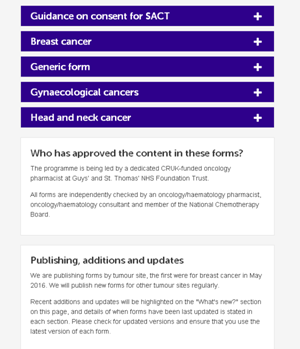 Guidance on consent for SACT
Breast cancer
Generic form
Gynaecological cancers
Head and neck cancer
Who has approved the content in these forms?
The programme is being led by a dedicated CRUK-funded oncology
pharmacist at Guys' and St. Thomas' NHS Foundation Trust.
All forms are independently checked by an oncology/haematology pharmacist,
oncology/haematology consultant and member of the National Chemotherapy
Board.
Publishing, additions and updates
We are publishing forms by tumour site, the first were for breast cancer in May
2016. We will publish new forms for other tumour sites regularly.
Recent additions and updates will be highlighted on the "What's new?" section
on this page, and details of when forms have been last updated is stated in
each section. Please check for updated versions and ensure that you use the
latest version of each form.